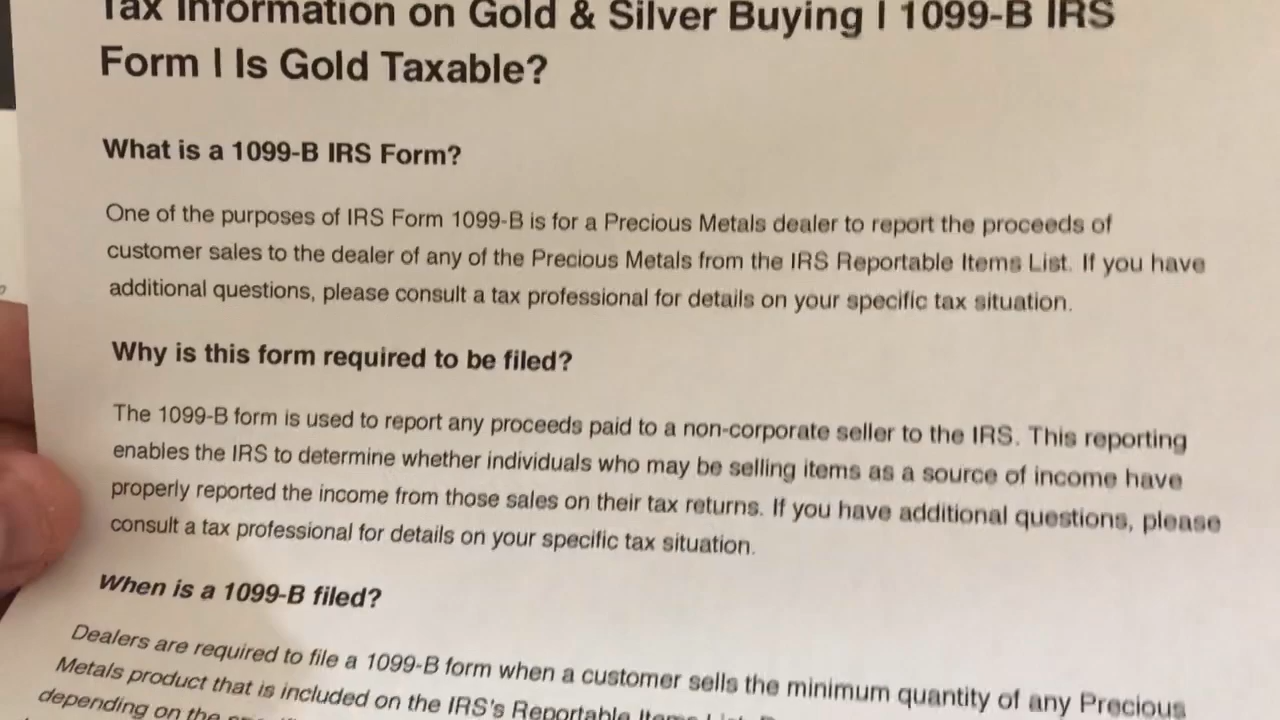 Tax Information on Gold & Silver Buying | 1099-B IRS
Form | Is Gold Taxable?
What is a 1099-B IRS Form?
One of the purposes of IRS Form 1099-B is for a Precious Metals dealer to report the proceeds of
customer sales to the dealer of any of the Precious Metals from the IRS Reportable Items List. If you have
additional questions, please consult a tax professional for details on your specific tax situation.
Why is this form required to be filed?
The 1099-B form is used to report any proceeds paid to a non-corporate seller to the IRS. This reporting
enables the IRS to determine whether individuals who may be selling items as a source of income have
properly reported the income from those sales on their tax returns. If you have additional questions, please
consult a tax professional for details on your specific tax situation.
When is a 1099-B filed?
Dealers are required to file a 1099-B form when a customer sells the minimum quantity of any Precious
Metals product that is included on the IRS's Reportable Items List.
depending on the